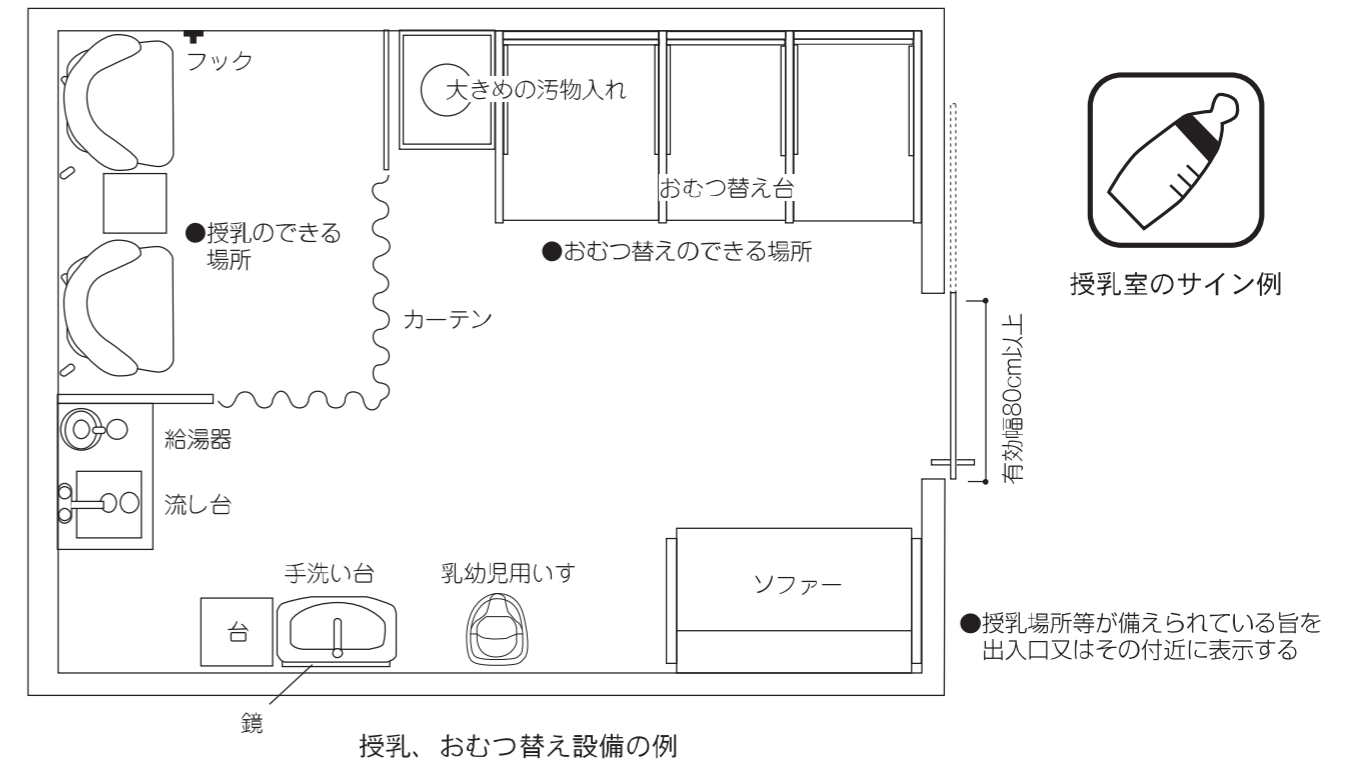 フック
大きめの汚物入れ
おむつ替え台
●授乳のできる
場所
●おむつ替えのできる場所
授乳室のサイン例
カーテン
有効幅80cm以上
給湯器
流し台
手洗い台
乳幼児用いす
ソファー
台
●授乳場所等が備えられている旨を
出入口又はその付近に表示する
鏡
授乳、おむつ替え設備の例